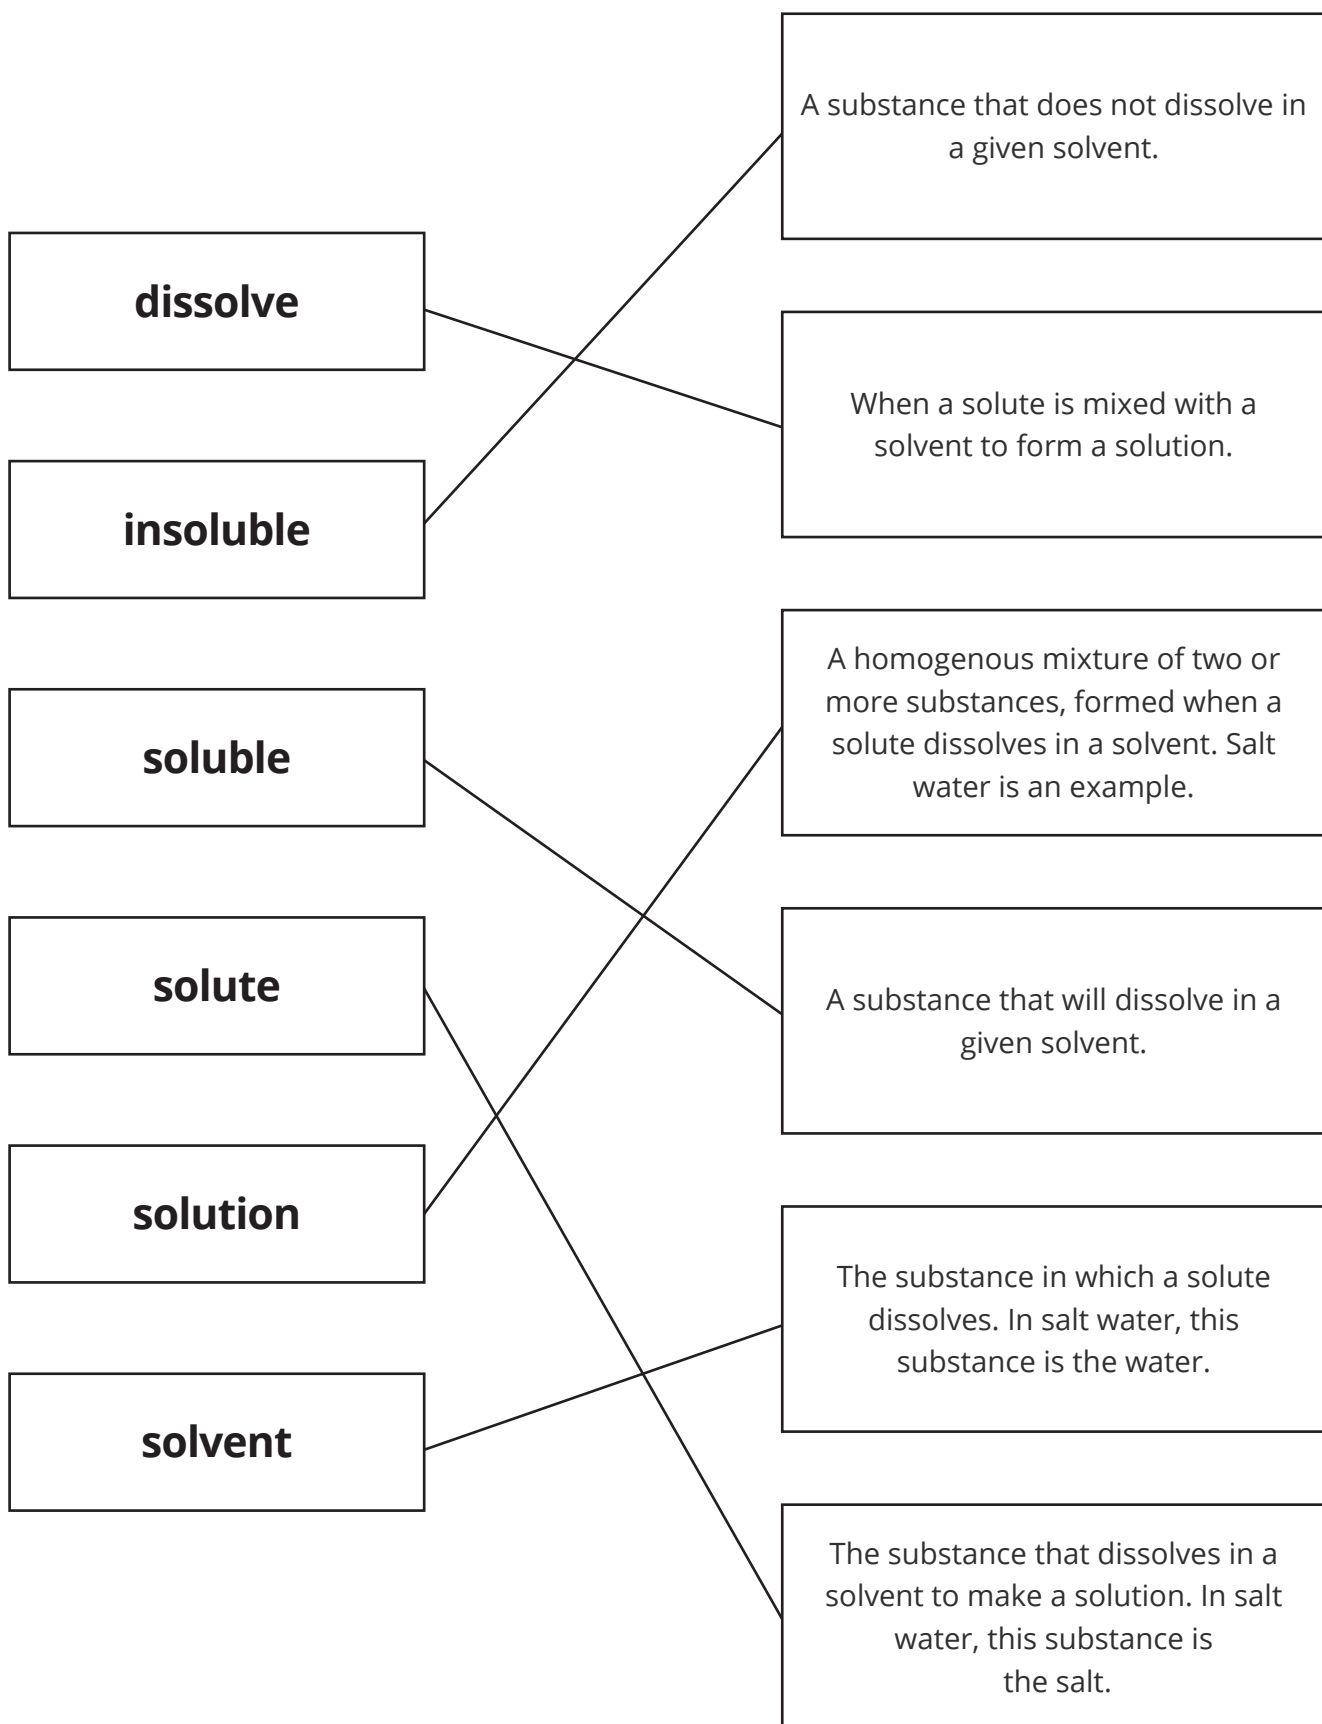 dissolve
insoluble
soluble
solute
solution
solvent
A substance that does not dissolve in
a given solvent.
When a solute is mixed with a
solvent to form a solution.
A homogenous mixture of two or
more substances, formed when a
solute dissolves in a solvent. Salt
water is an example.
A substance that will dissolve in a
given solvent.
The substance in which a solute
dissolves. In salt water, this
substance is the water.
The substance that dissolves in a
solvent to make a solution. In salt
water, this substance is
the salt.